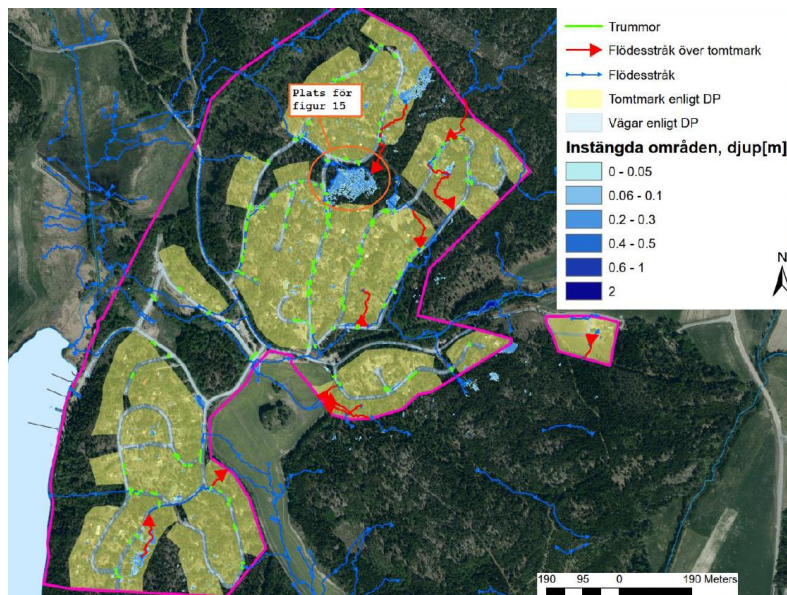 Plats för
figur 15
Trummor
Flödesstråk över tomtmark
Flödesstråk
Tomtmark enligt DP
Vägar enligt DP
Instängda områden, djup[m]
0 - 0.05
0.06 - 0.1
0.2 - 0.3
0.4 - 0.5
0.6 - 1
2
N
190 95 0 190 Meters